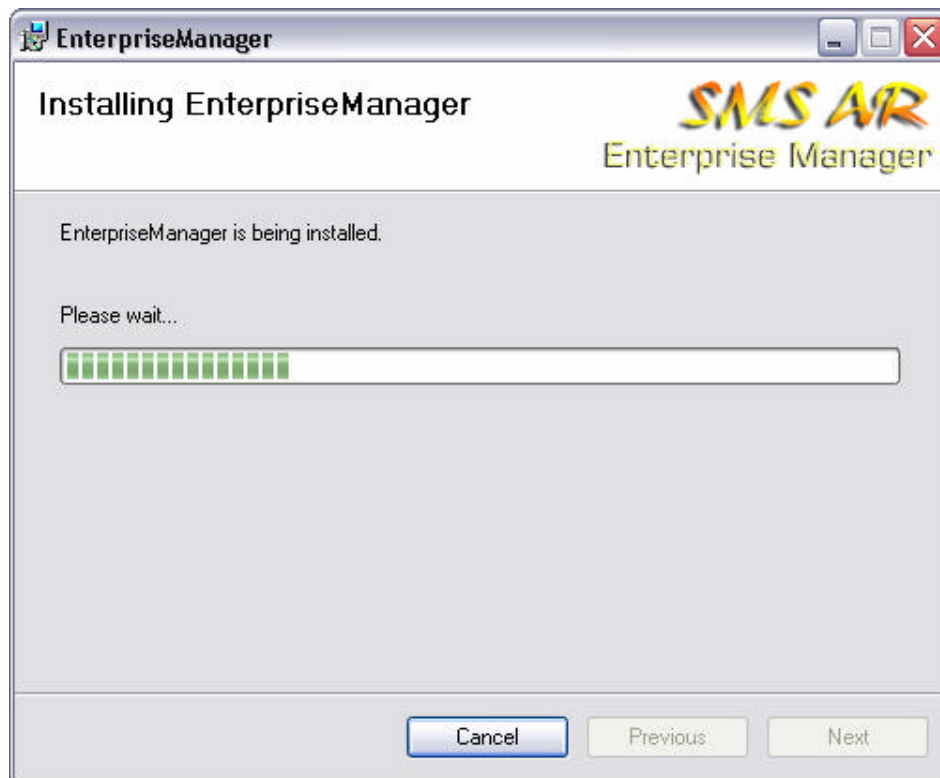 EnterpriseManager
Installing EnterpriseManager
SMS AR
Enterprise Manager
EnterpriseManager is being installed.
Please wait...
Cancel
Previous
Next